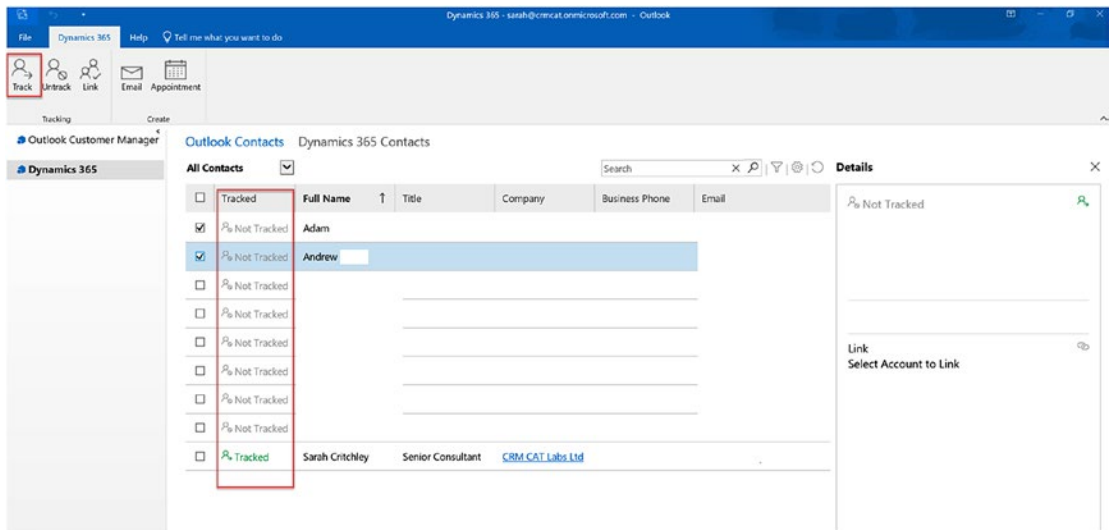 Dynamics 365 - sarah@crmcat.onmicrosoft.com - Outlook
File Dynamics 365 Help Tell me what you want to do
Track Untrack Link Email Appointment
Tracking Create
Outlook Customer Manager
Dynamics 365
Outlook Contacts Dynamics 365 Contacts
All Contacts Search
Tracked Full Name Title Company Business Phone Email
Not Tracked Adam
Not Tracked Andrew
Not Tracked
Not Tracked
Not Tracked
Not Tracked
Not Tracked
Not Tracked
Tracked Sarah Critchley Senior Consultant CRM CAT Labs Ltd
Details
Not Tracked
Link
Select Account to Link